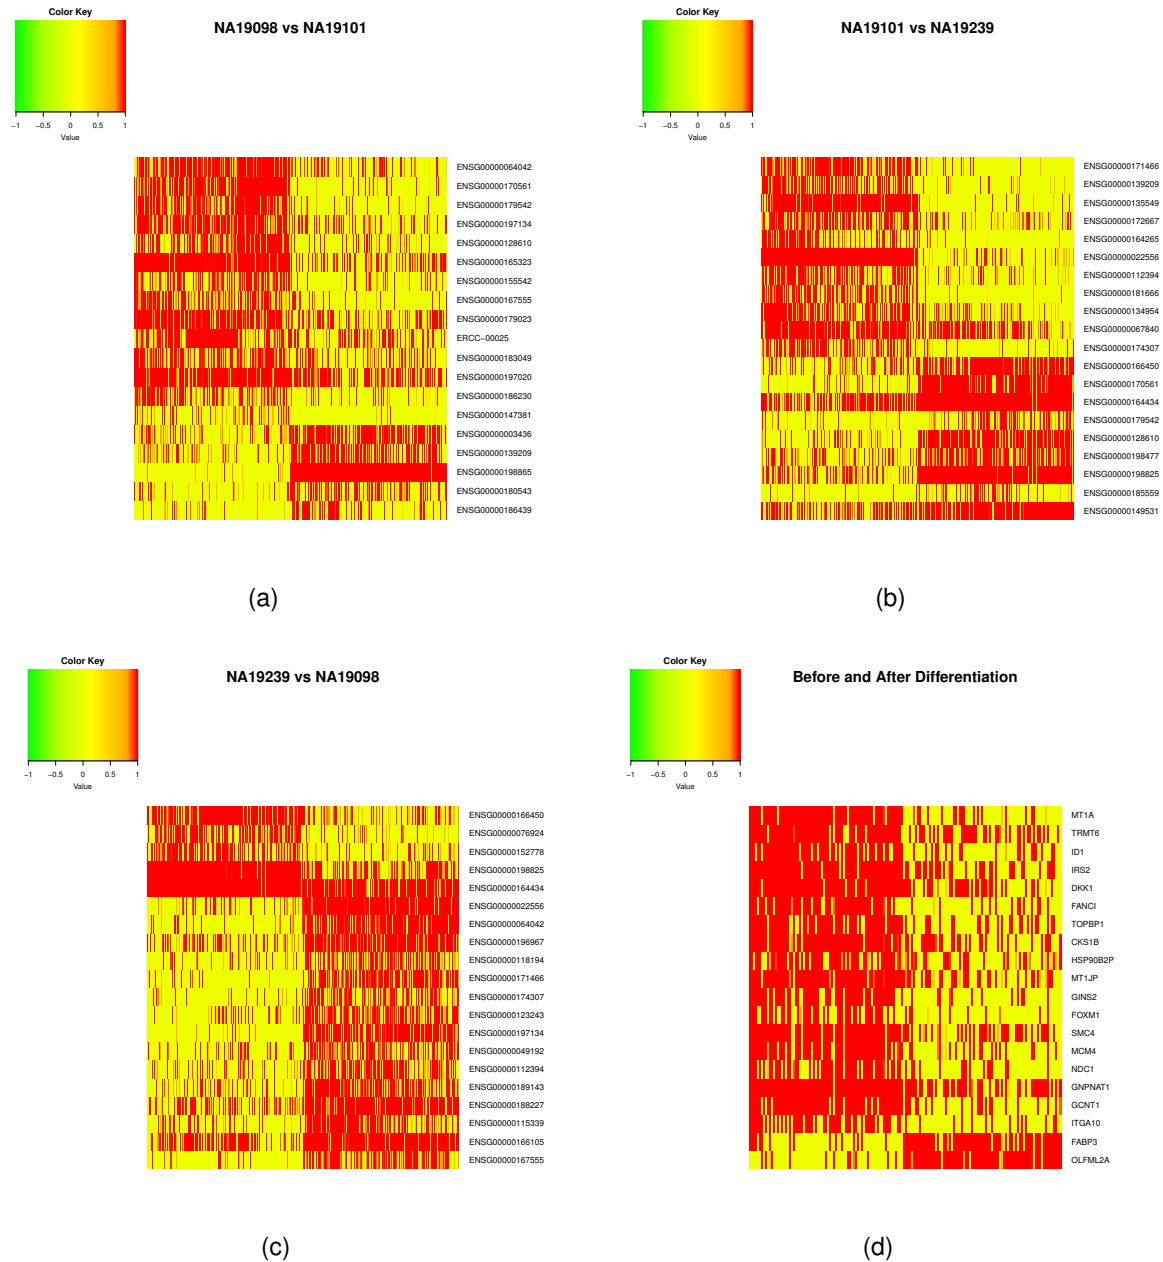 Color Key
NA19098 vs NA19101
−1 −0.5 0 0.5 1
Value
ENSG00000064042
ENSG00000170561
ENSG00000179542
ENSG00000197134
ENSG00000128610
ENSG00000165323
ENSG00000155542
ENSG00000167555
ENSG00000179023
ERCC−00025
ENSG00000183049
ENSG00000197020
ENSG00000186230
ENSG00000147381
ENSG00000003436
ENSG00000139209
ENSG00000198865
ENSG00000180543
ENSG00000186439
(a)
Color Key
NA19101 vs NA19239
−1 −0.5 0 0.5 1
Value
ENSG00000171466
ENSG00000139209
ENSG00000135549
ENSG00000172667
ENSG00000164265
ENSG00000022556
ENSG00000112394
ENSG00000181666
ENSG00000134954
ENSG00000067840
ENSG00000174307
ENSG00000166450
ENSG00000170561
ENSG00000164434
ENSG00000179542
ENSG00000128610
ENSG00000198477
ENSG00000198825
ENSG00000185559
ENSG00000149531
(b)
Color Key
NA19239 vs NA19098
−1 −0.5 0 0.5 1
Value
ENSG00000166450
ENSG00000076924
ENSG00000152778
ENSG00000198825
ENSG00000164434
ENSG00000022556
ENSG00000064042
ENSG00000196967
ENSG00000118194
ENSG00000171466
ENSG00000174307
ENSG00000123243
ENSG00000197134
ENSG00000049192
ENSG00000112394
ENSG00000189143
ENSG00000188227
ENSG00000115339
ENSG00000166105
ENSG00000167555
(c)
Color Key
Before and After Differentiation
−1 −0.5 0 0.5 1
Value
MT1A
TRMT6
ID1
IRS2
DKK1
FANCI
TOPBP1
CKS1B
HSP90B2P
MT1JP
GINS2
FOXM1
SMC4
MCM4
NDC1
GNPNAT1
GCNT1
ITGA10
FABP3
OLFML2A
(d)